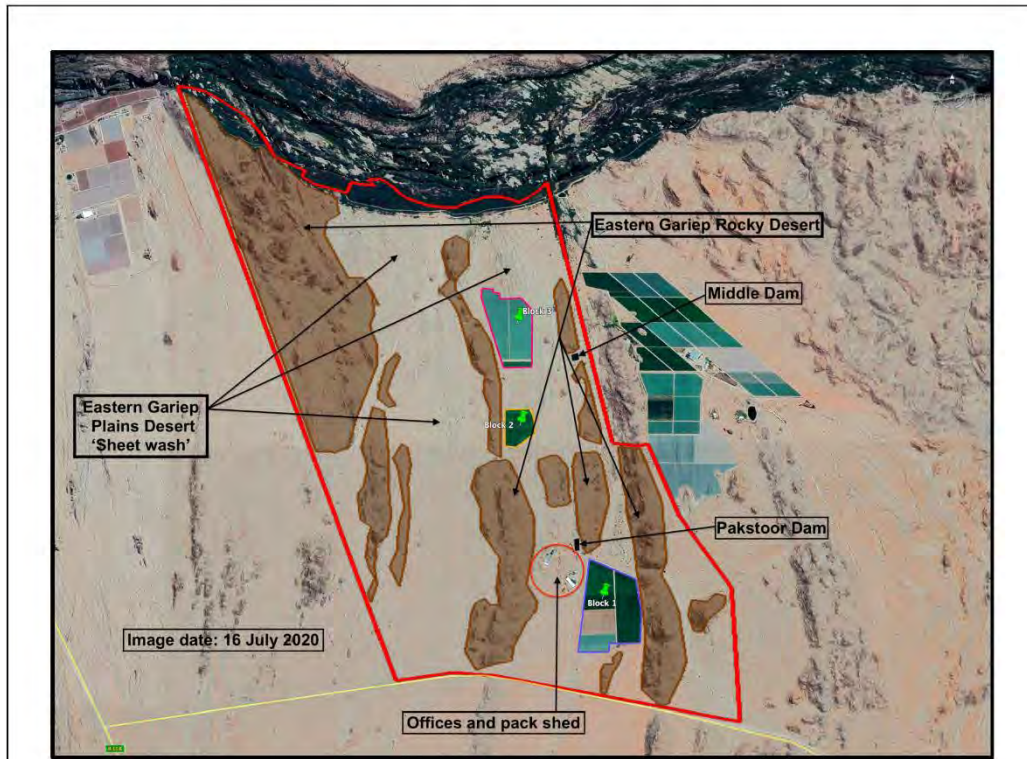 Eastern Gariep Rocky Desert
Middle Dam
Block 3
Eastern Gariep
Plains Desert
‘Sheet wash’
Block 2
Pakstoor Dam
Block 1
Image date: 16 July 2020
Offices and pack shed